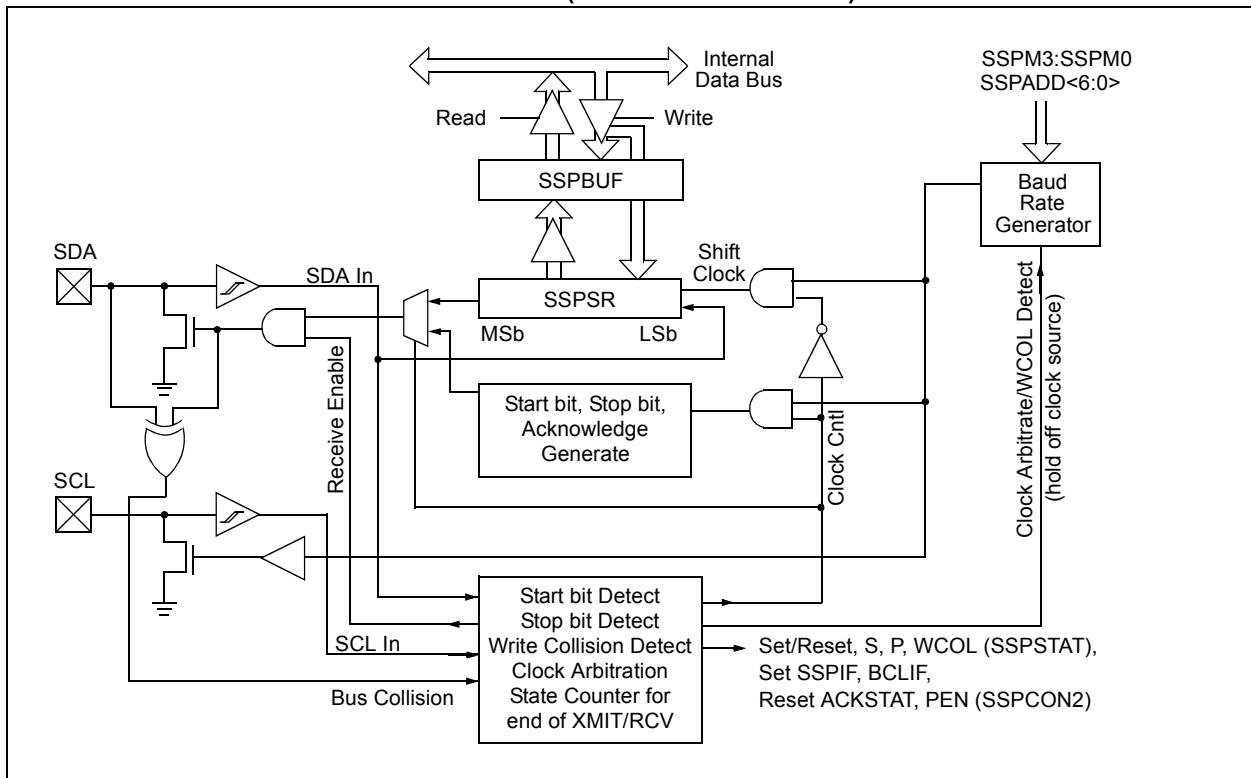 Internal
Data Bus
SSPM3:SSPM0
SSPADD<6:0>
Read
Write
SSPBUF
Baud
Rate
Generator
SDA
SDA In
Shift
Clock
SSPSR
MSb
LSb
Receive Enable
Start bit, Stop bit,
Acknowledge
Generate
Clock Cntl
Clock Arbitrate/WCOL Detect
(hold off clock source)
SCL
SCL In
Bus Collision
Start bit Detect
Stop bit Detect
Write Collision Detect
Clock Arbitration
State Counter for
end of XMIT/RCV
Set/Reset, S, P, WCOL (SSPSTAT),
Set SSPIF, BCLIF,
Reset ACKSTAT, PEN (SSPCON2)